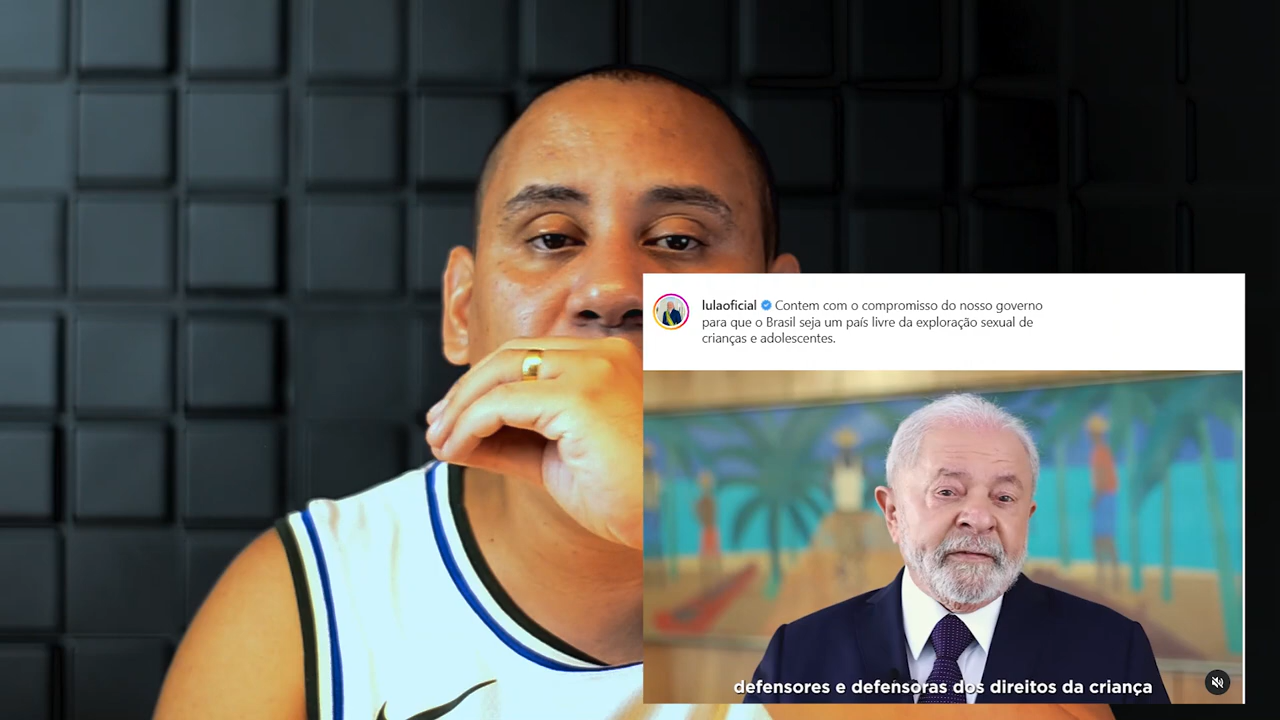 lulaoficial Contem com o compromisso do nosso governo
para que o Brasil seja um país livre da exploração sexual de
crianças e adolescentes.
defensores e defensoras dos direitos da criança